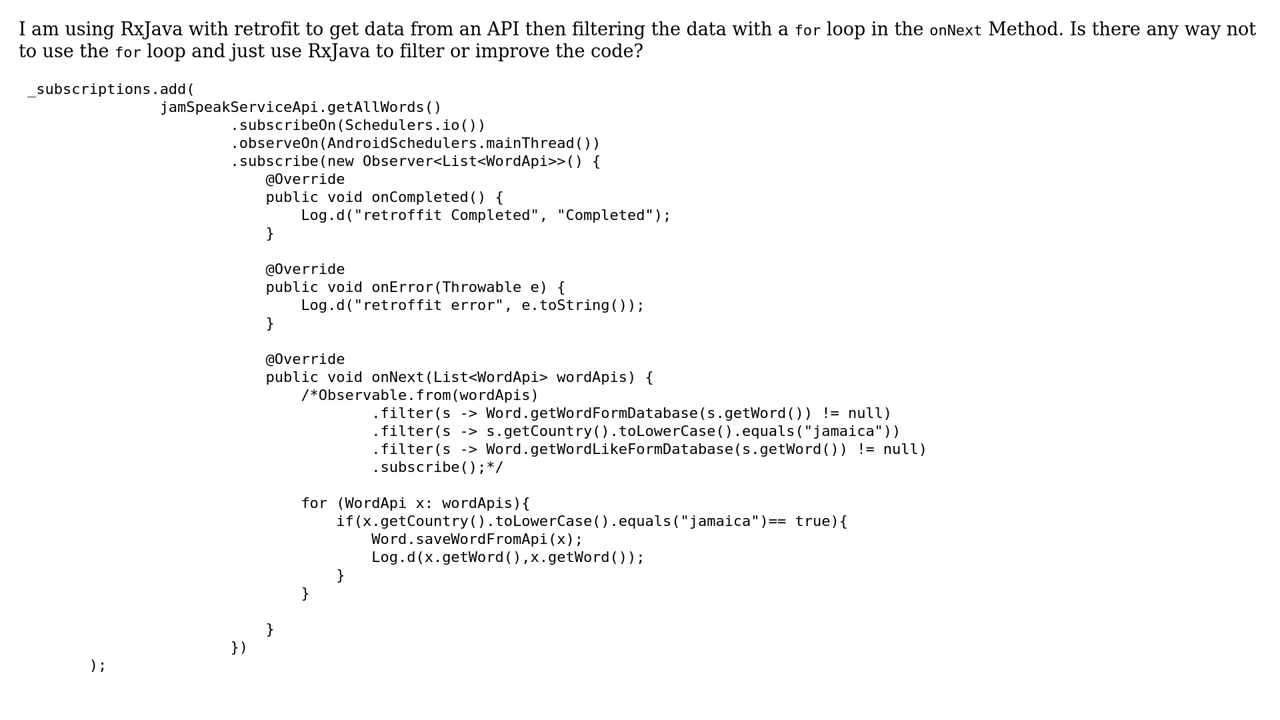 I am using RxJava with retrofit to get data from an API then filtering the data with a for loop in the onNext Method. Is there any way not
to use the for loop and just use RxJava to filter or improve the code?
_subscriptions.add(
jamSpeakServiceApi.getAllWords()
.subscribeOn(Schedulers.io())
.observeOn(AndroidSchedulers.mainThread())
.subscribe(new Observer<List<WordApi>>() {
@Override
public void onCompleted() {
Log.d("retroffit Completed", "Completed");
}
@Override
public void onError(Throwable e) {
Log.d("retroffit error", e.toString());
}
@Override
public void onNext(List<WordApi> wordApis) {
/*Observable.from(wordApis)
.filter(s -> Word.getWordFormDatabase(s.getWord()) != null)
.filter(s -> s.getCountry().toLowerCase().equals("jamaica"))
.filter(s -> Word.getWordLikeFormDatabase(s.getWord()) != null)
.subscribe();*/
for (WordApi x: wordApis){
if(x.getCountry().toLowerCase().equals("jamaica")== true){
Word.saveWordFromApi(x);
Log.d(x.getWord(),x.getWord());
}
}
}
})
);